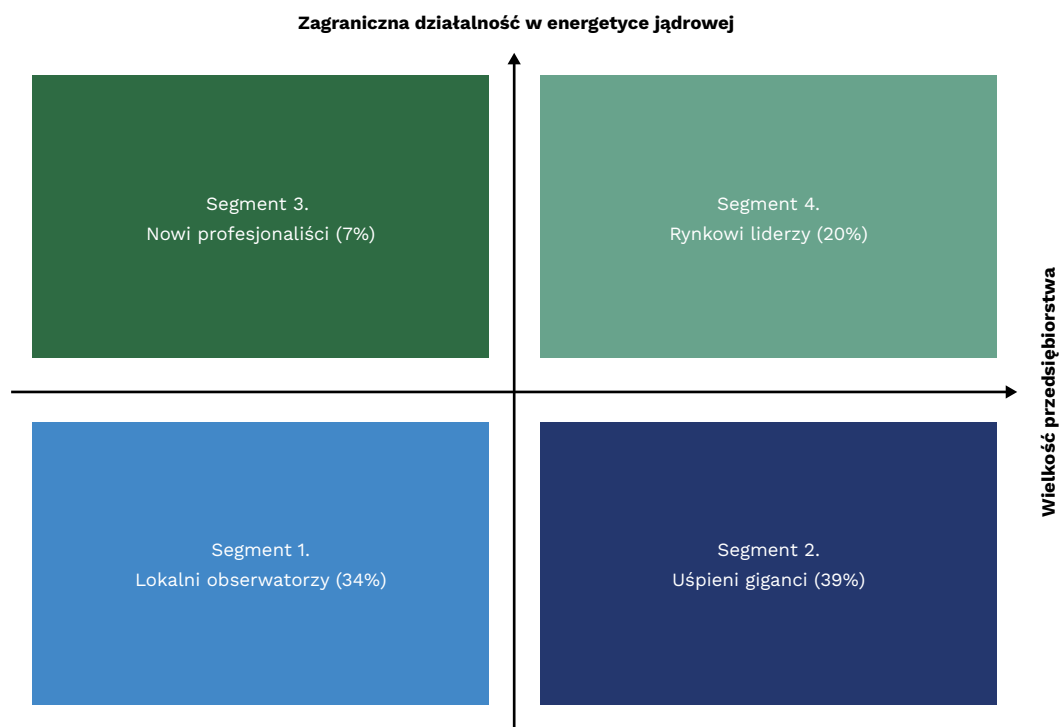 Zagraniczna działalność w energetyce jądrowej
Segment 3.
Nowi profesjonaliści (7%)
Segment 4.
Rynkowi liderzy (20%)
Wielkość przedsiębiorstwa
Segment 1.
Lokalni obserwatorzy (34%)
Segment 2.
Uśpieni giganci (39%)